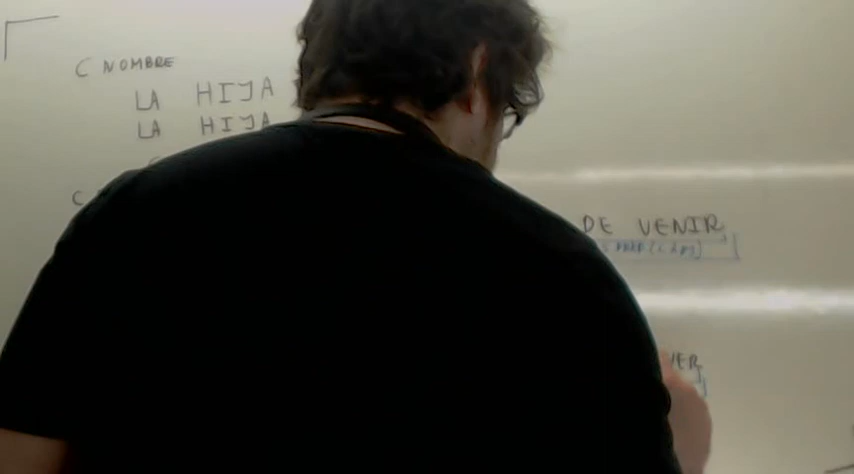 C NOMBRE
LA HIJA
LA HIJA
C
DE VENIR
VER